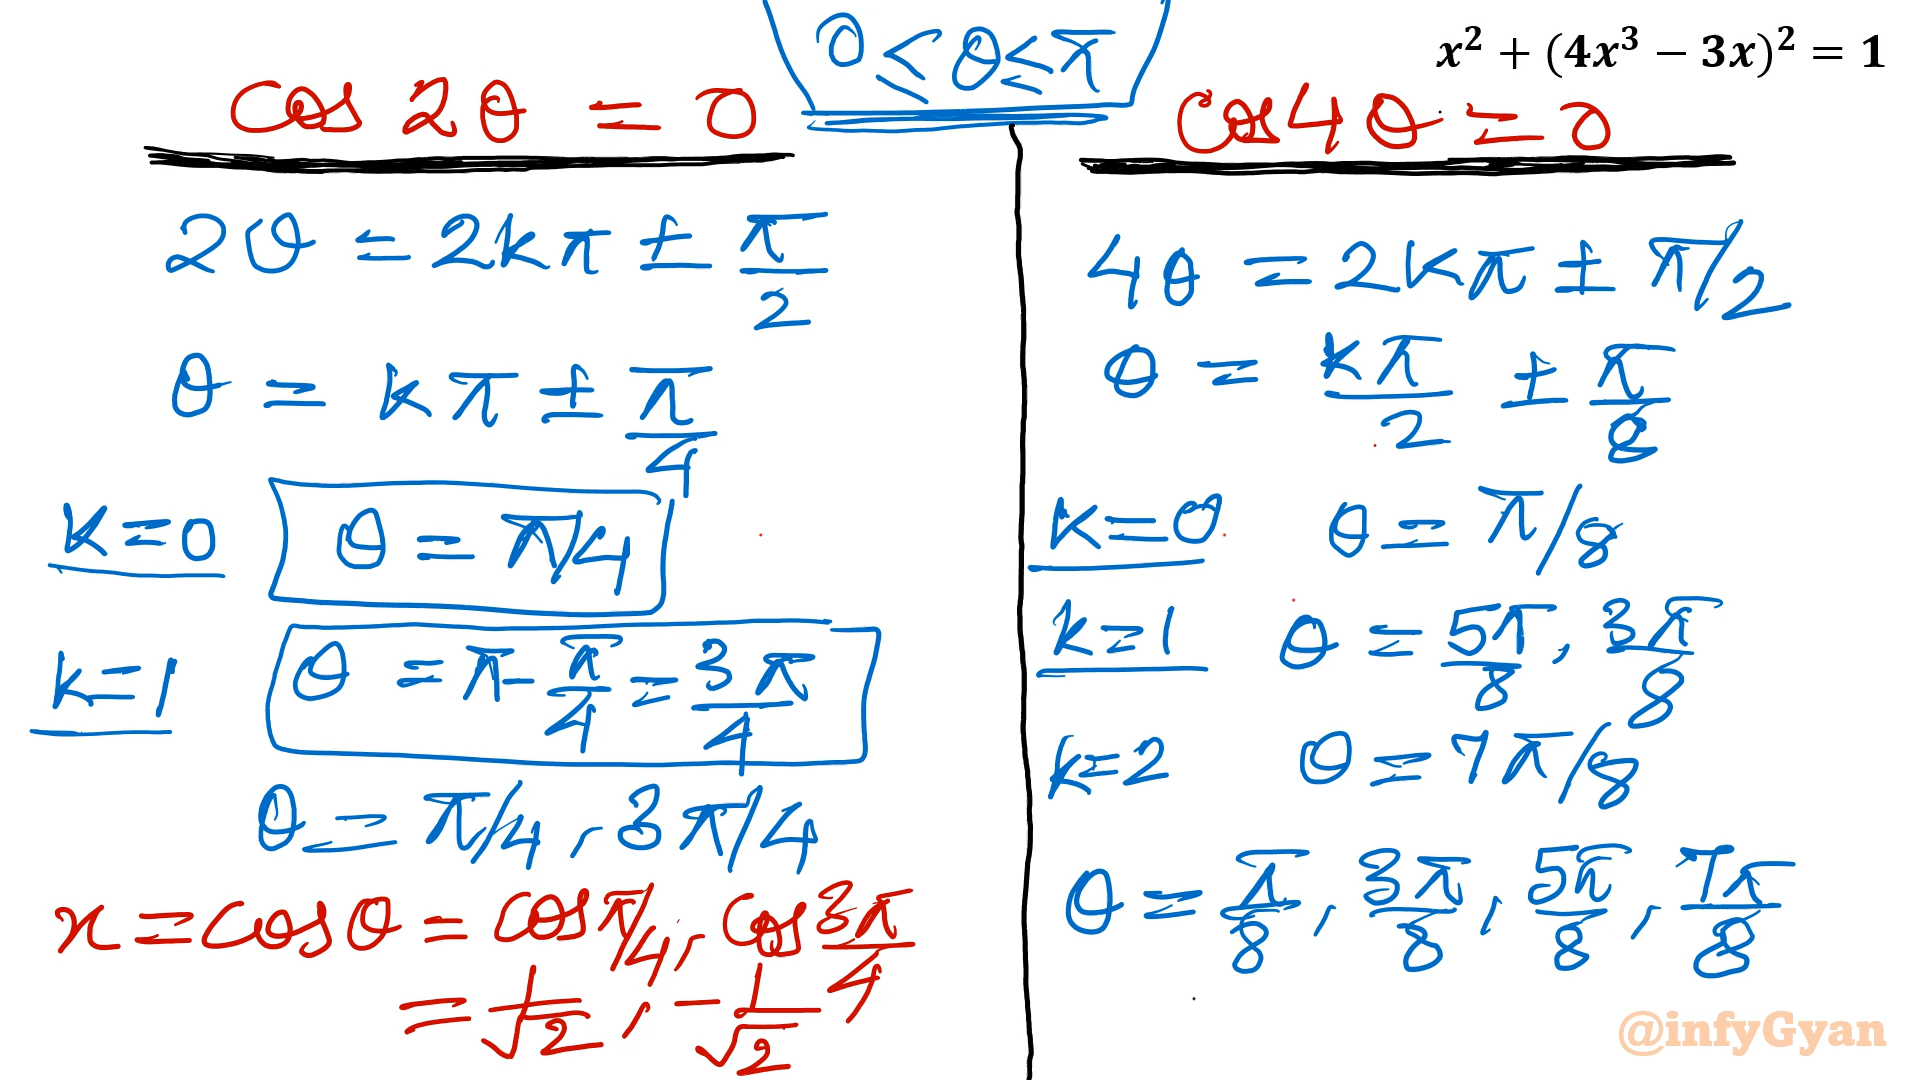 0 ≤ θ ≤ π
x² + (4x³ − 3x)² = 1
cos 2θ = 0
2θ = 2kπ ± π/2
θ = kπ ± π/4
k=0 θ = π/4
k=1 θ = π - π/4 = 3π/4
θ = π/4, 3π/4
x = cos θ = cos π/4, cos 3π/4
= 1/√2, -1/√2
cos 4θ = 0
4θ = 2kπ ± π/2
θ = kπ/2 ± π/8
k=0 θ = π/8
k=1 θ = 5π/8, 3π/8
k=2 θ = 7π/8
θ = π/8, 3π/8, 5π/8, 7π/8
@infyGyan